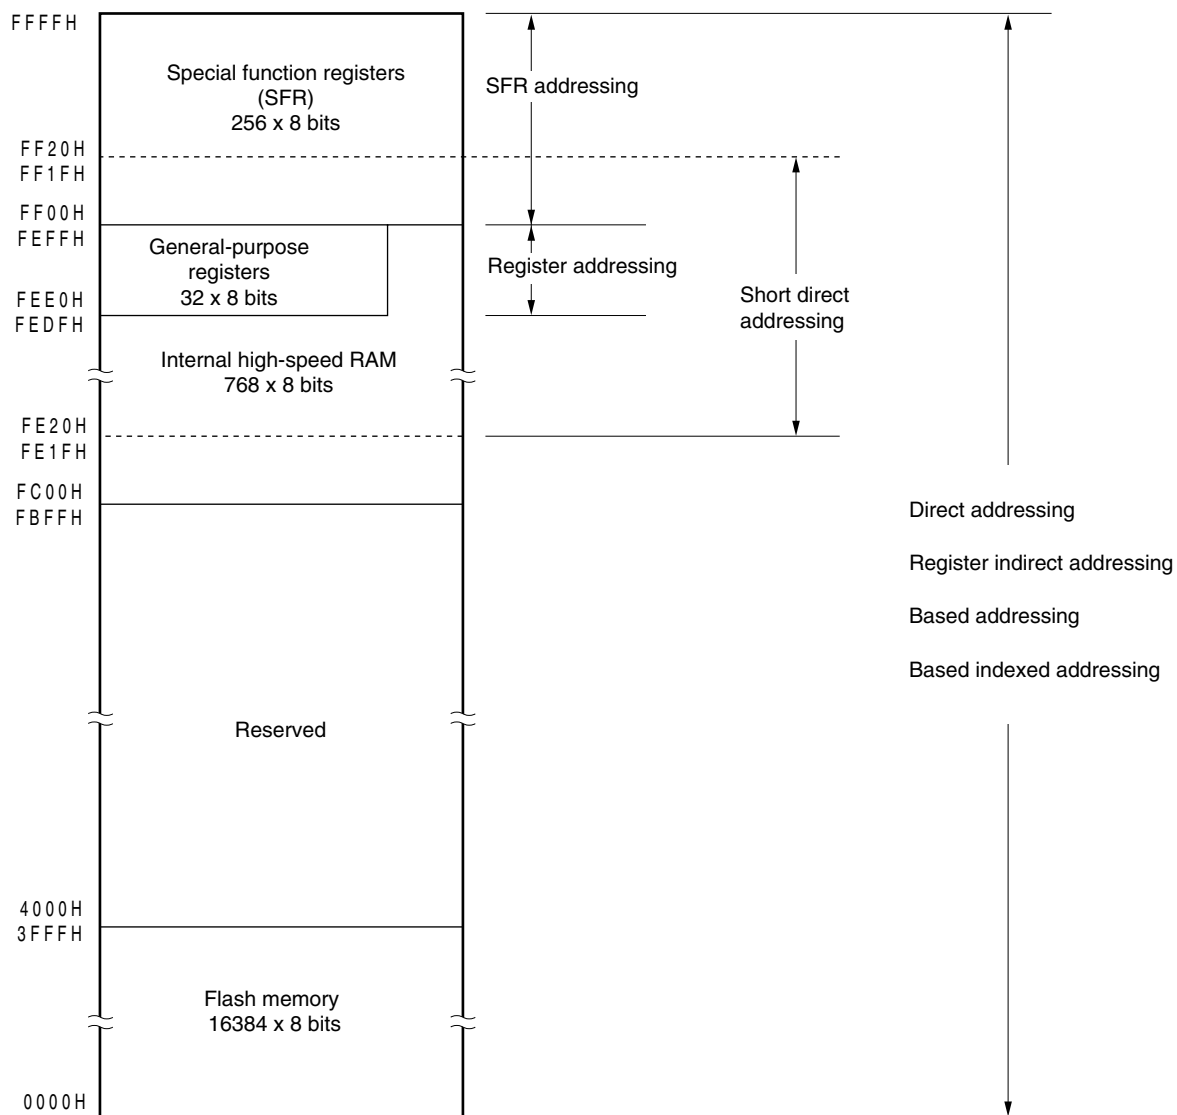 FFFFH
Special function registers
(SFR)
256 x 8 bits
SFR addressing
FF20H
FF1FH
FF00H
FEFFH
General-purpose
registers
32 x 8 bits
Register addressing
FEE0H
FEDFH
Short direct
addressing
Internal high-speed RAM
768 x 8 bits
FE20H
FE1FH
FC00H
FBFFH
Direct addressing
Register indirect addressing
Based addressing
Based indexed addressing
Reserved
4000H
3FFFH
Flash memory
16384 x 8 bits
0000H